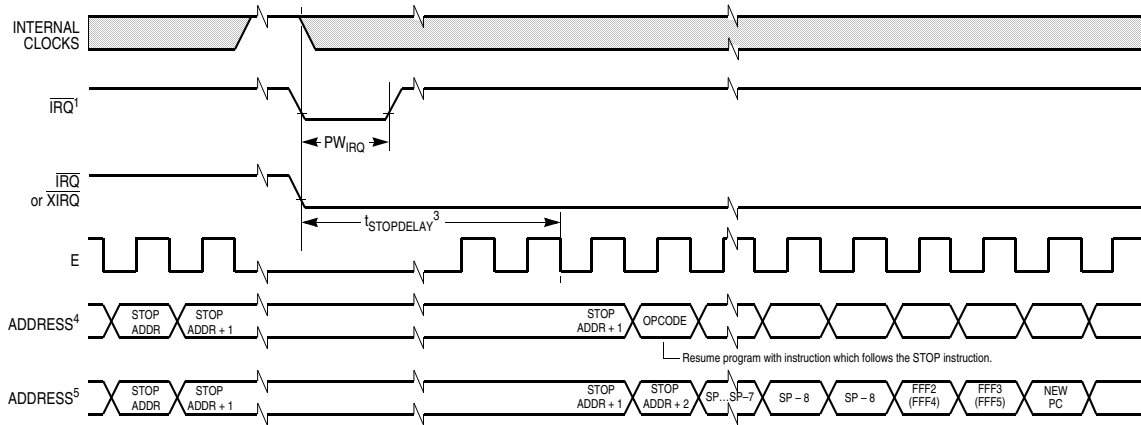 INTERNAL
CLOCKS
IRQ1
PWIRQ
IRQ
or XIRQ
tSTOPDELAY3
E
ADDRESS4
STOP
ADDR
STOP
ADDR + 1
STOP
ADDR + 1
OPCODE
Resume program with instruction which follows the STOP instruction.
ADDRESS5
STOP
ADDR
STOP
ADDR + 1
STOP
ADDR + 1
STOP
ADDR + 2
SP...SP–7
SP – 8
SP – 8
FFF2
(FFF4)
FFF3
(FFF5)
NEW
PC